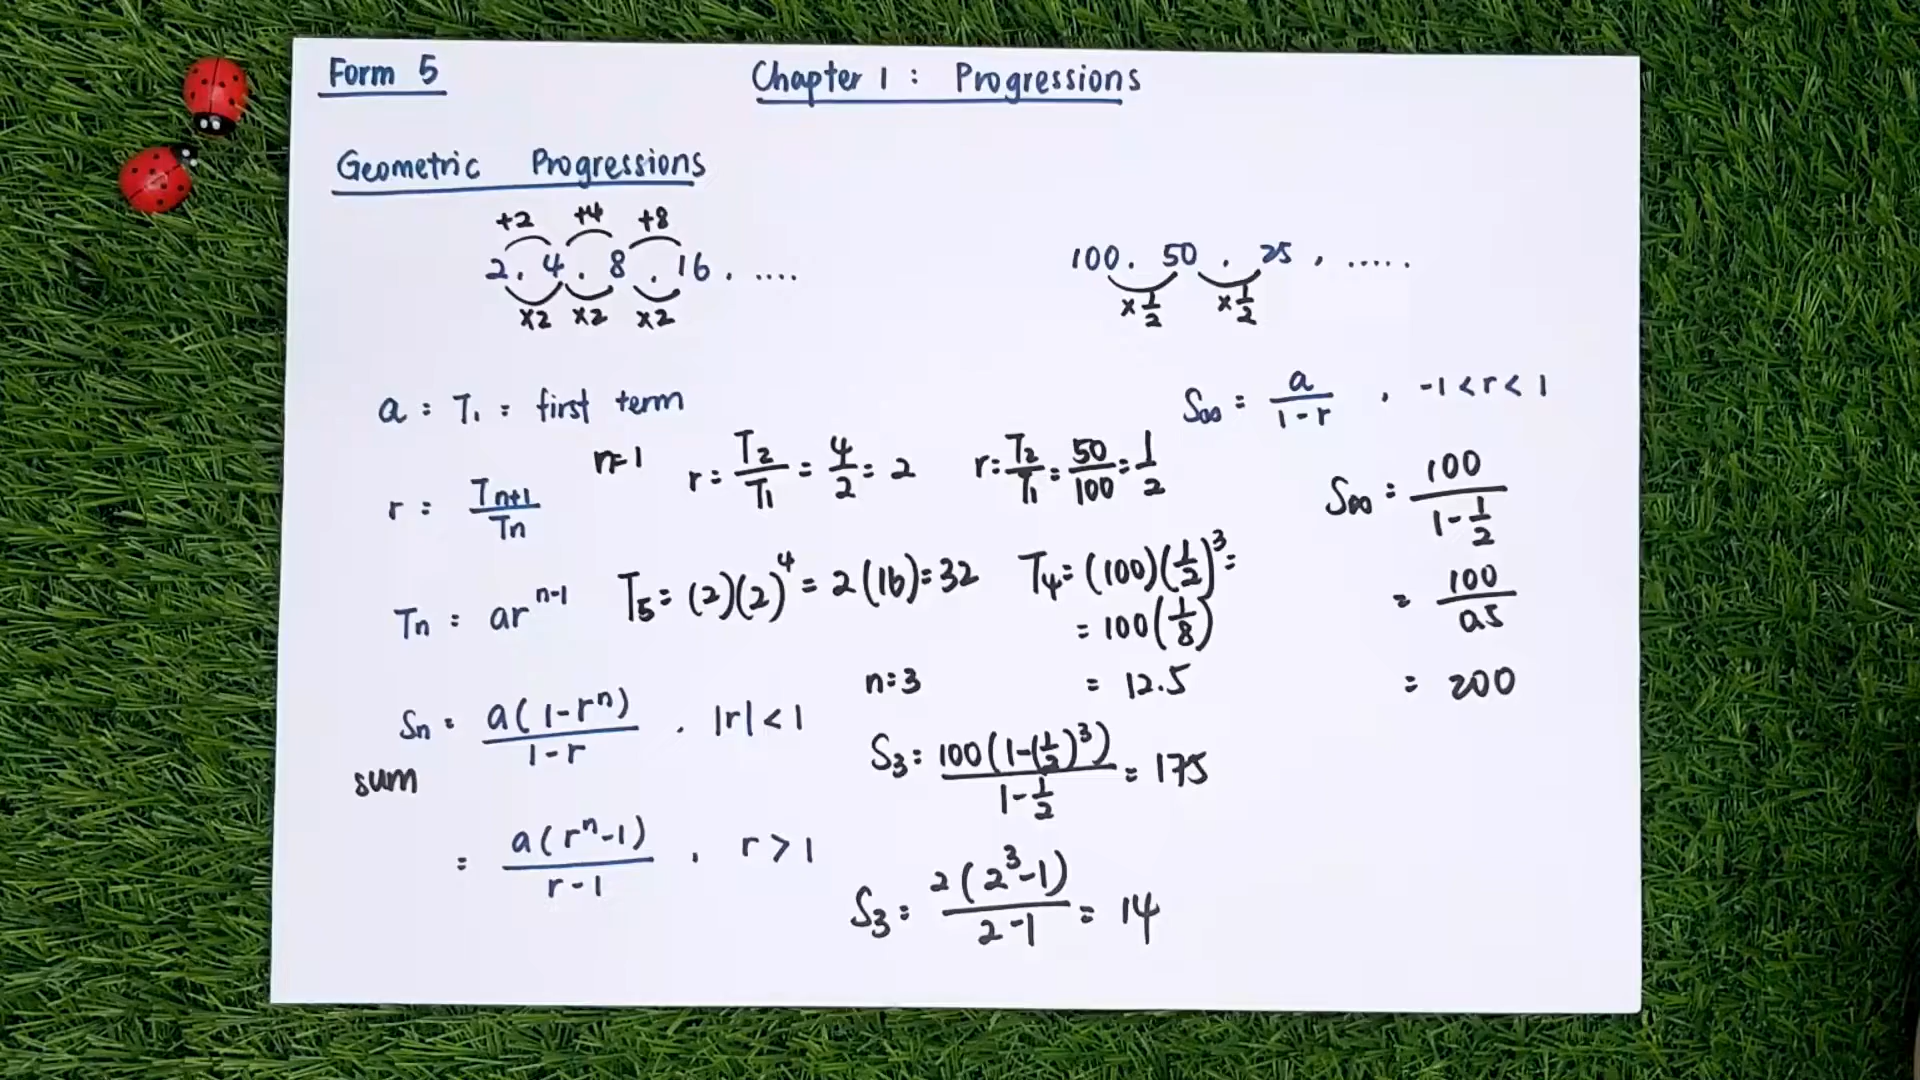 Form 5
Chapter 1 : Progressions
Geometric Progressions
+2 +4 +8
2, 4, 8, 16, ....
×2 ×2 ×2
100, 50, 25, .....
×1/2 ×1/2
a = T₁ = first term
S∞ = a/(1-r) , -1 < r < 1
n=1
r = Tn+1/Tn
r = T₂/T₁ = 4/2 = 2
r = T₂/T₁ = 50/100 = 1/2
S∞ = 100/(1-1/2)
= 100/0.5
= 200
Tn = ar^(n-1)
T₅ = (2)(2)⁴ = 2(16) = 32
T₄ = (100)(1/2)³ =
= 100(1/8)
= 12.5
n=3
Sn = a(1-rⁿ)/(1-r) , |r| < 1
sum
S₃ = 100(1-(1/2)³)/(1-1/2) = 175
= a(rⁿ-1)/(r-1) , r > 1
S₃ = 2(2³-1)/(2-1) = 14